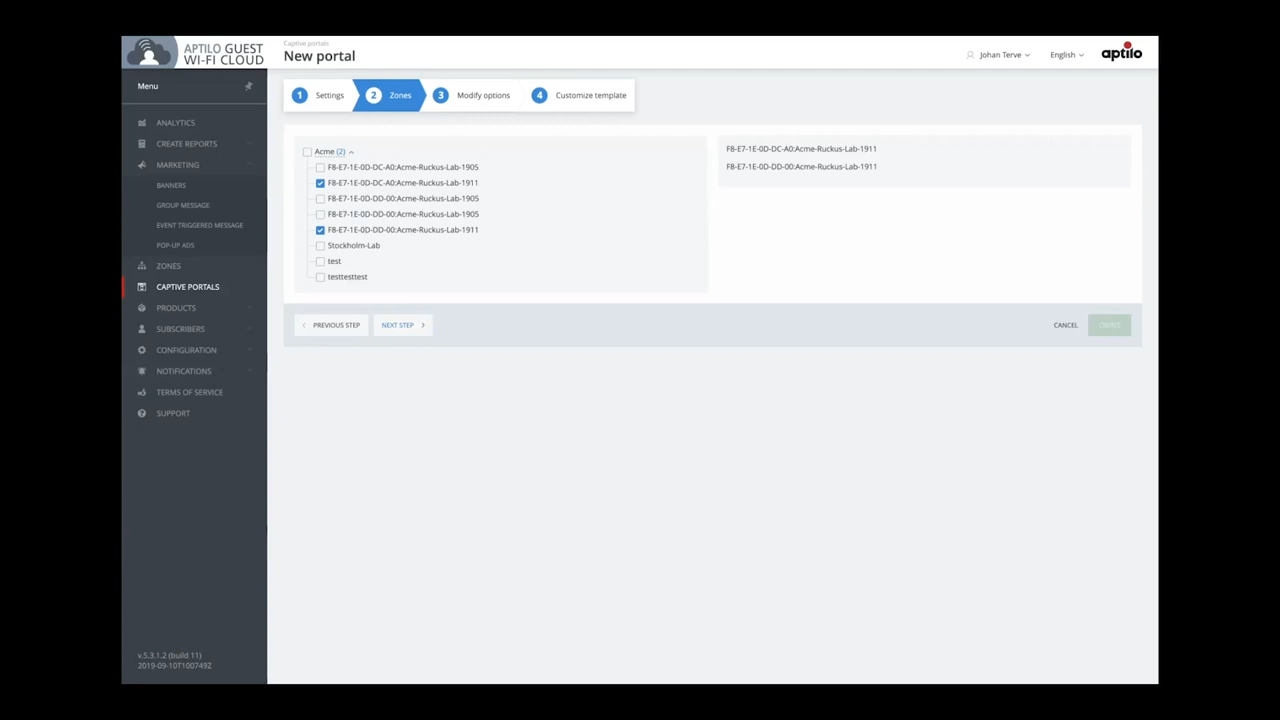 APTILO GUEST
WI-FI CLOUD
Captive portals
New portal
Johan Terve
English
aptilo
Menu
ANALYTICS
CREATE REPORTS
MARKETING
BANNERS
GROUP MESSAGE
EVENT TRIGGERED MESSAGE
POP-UP ADS
ZONES
CAPTIVE PORTALS
PRODUCTS
SUBSCRIBERS
CONFIGURATION
NOTIFICATIONS
TERMS OF SERVICE
SUPPORT
v.5.3.1.2 (build 11)
2019-09-10T100749Z
1 Settings
2 Zones
3 Modify options
4 Customize template
Acme (2)
F8-E7-1E-0D-DC-A0:Acme-Ruckus-Lab-1905
F8-E7-1E-0D-DC-A0:Acme-Ruckus-Lab-1911
F8-E7-1E-0D-DD-00:Acme-Ruckus-Lab-1905
F8-E7-1E-0D-DD-00:Acme-Ruckus-Lab-1905
F8-E7-1E-0D-DD-00:Acme-Ruckus-Lab-1911
Stockholm-Lab
test
testtesttest
F8-E7-1E-0D-DC-A0:Acme-Ruckus-Lab-1911
F8-E7-1E-0D-DD-00:Acme-Ruckus-Lab-1911
PREVIOUS STEP
NEXT STEP
CANCEL